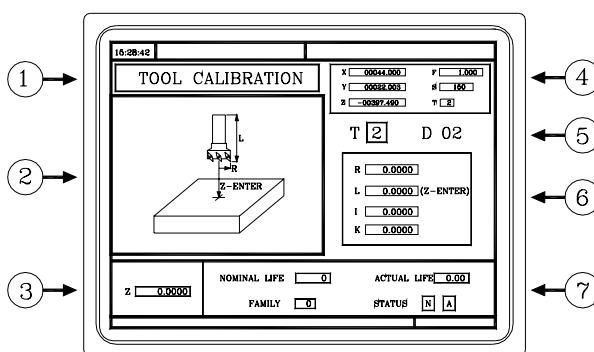 15:28:42
TOOL CALIBRATION
X 00044.000 F 1.000
Y 00022.003 S 150
Z -00397.490 T 2
T 2 D 02
L
R
Z-ENTER
R 0.0000
L 0.0000 (Z-ENTER)
I 0.0000
K 0.0000
Z 0.0000
NOMINAL LIFE 0 ACTUAL LIFE 0.00
FAMILY 0 STATUS N A
1
2
3
4
5
6
7